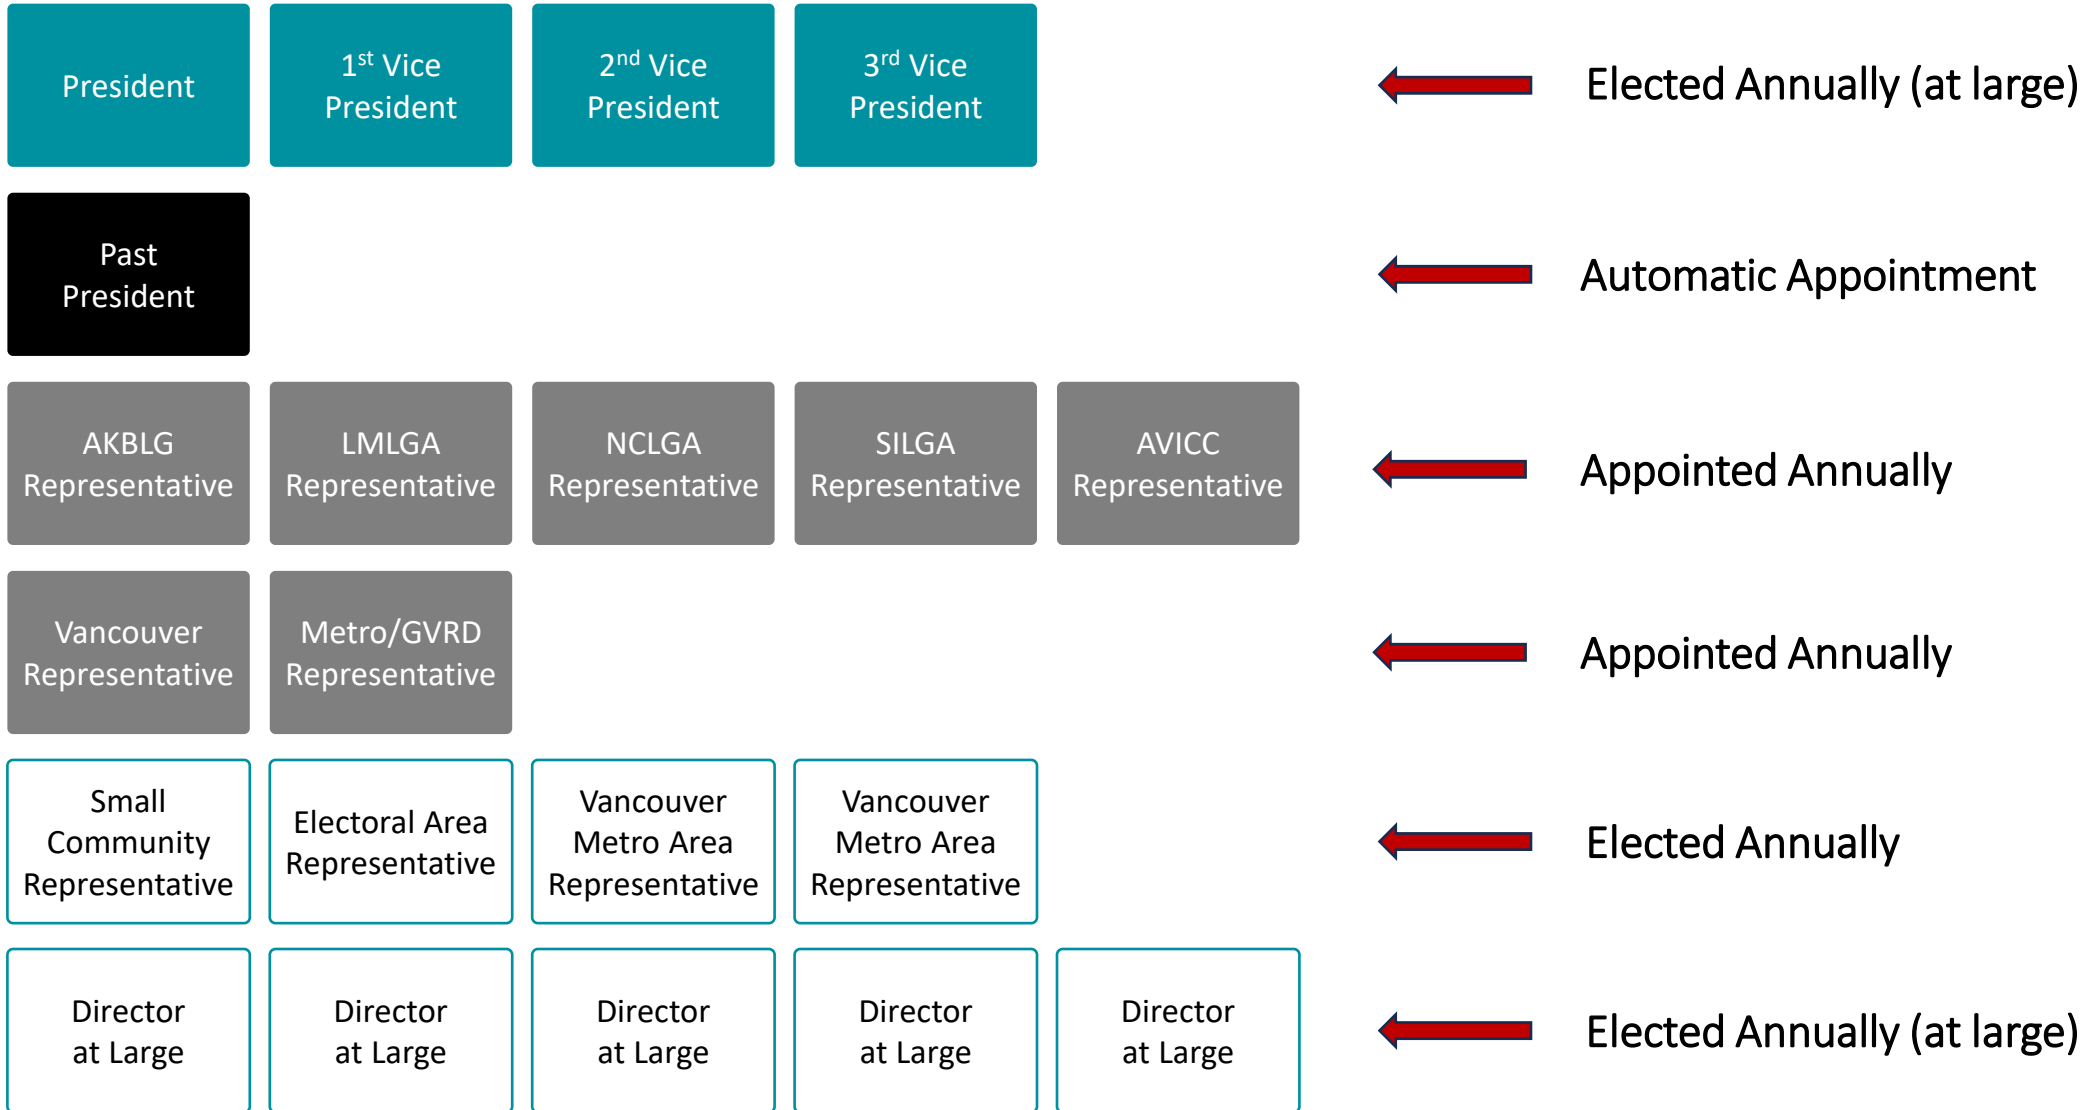 President
1st Vice
President
2nd Vice
President
3rd Vice
President
Elected Annually (at large)
Past
President
Automatic Appointment
AKBLG
Representative
LMLGA
Representative
NCLGA
Representative
SILGA
Representative
AVICC
Representative
Appointed Annually
Vancouver
Representative
Metro/GVRD
Representative
Appointed Annually
Small
Community
Representative
Electoral Area
Representative
Vancouver
Metro Area
Representative
Vancouver
Metro Area
Representative
Elected Annually
Director
at Large
Director
at Large
Director
at Large
Director
at Large
Director
at Large
Elected Annually (at large)